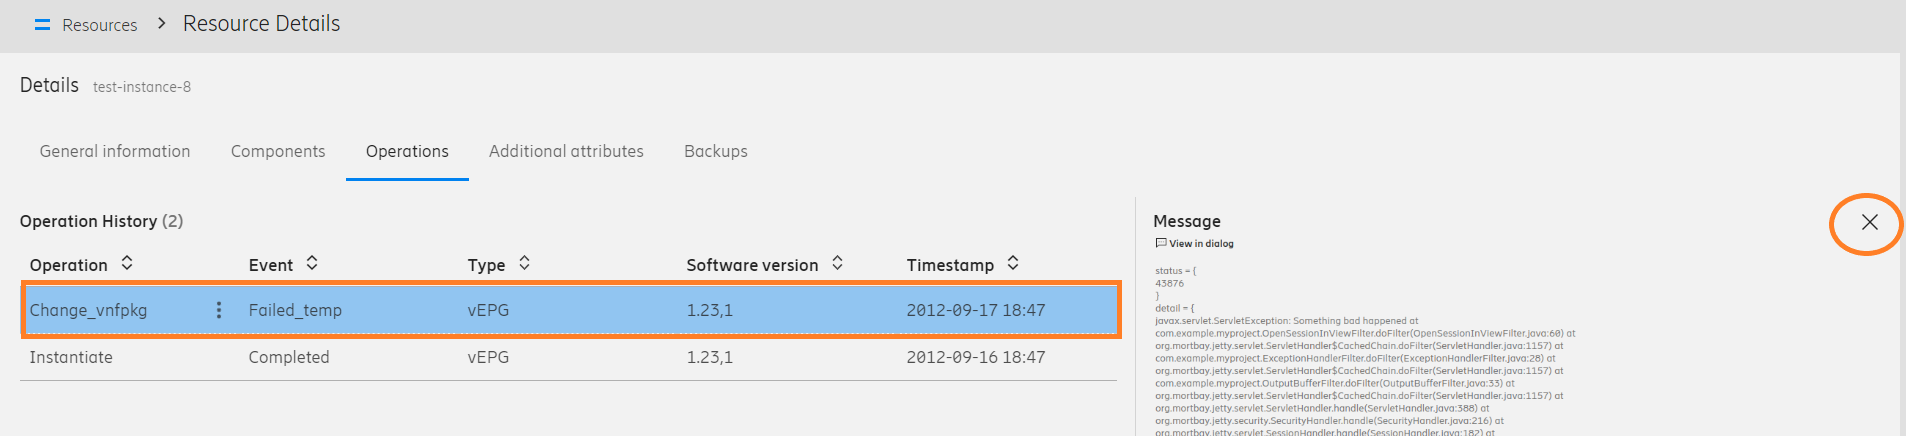 Resources > Resource Details
Details test-instance-8
General information Components Operations Additional attributes Backups
Operation History (2)
Operation Event Type Software version Timestamp
Change_vnfpkg Failed_temp vEPG 1.23,1 2012-09-17 18:47
Instantiate Completed vEPG 1.23,1 2012-09-16 18:47
Message
View in dialog
status = {
43876
}
detail = {
javax.servlet.ServletException: Something bad happened at
com.example.myproject.OpenSessionInViewFilter.doFilter(OpenSessionInViewFilter.java:60) at
org.mortbay.jetty.servlet.ServletHandler$CachedChain.doFilter(ServletHandler.java:1157) at
com.example.myproject.ExceptionHandlerFilter.doFilter(ExceptionHandlerFilter.java:28) at
org.mortbay.jetty.servlet.ServletHandler$CachedChain.doFilter(ServletHandler.java:1157) at
com.example.myproject.OutputBufferFilter.doFilter(OutputBufferFilter.java:33) at
org.mortbay.jetty.servlet.ServletHandler$CachedChain.doFilter(ServletHandler.java:1157) at
org.mortbay.jetty.servlet.ServletHandler.handle(ServletHandler.java:388) at
org.mortbay.jetty.security.SecurityHandler.handle(SecurityHandler.java:216) at
org.mortbay.jetty.servlet.SessionHandler.handle(SessionHandler.java:182) at